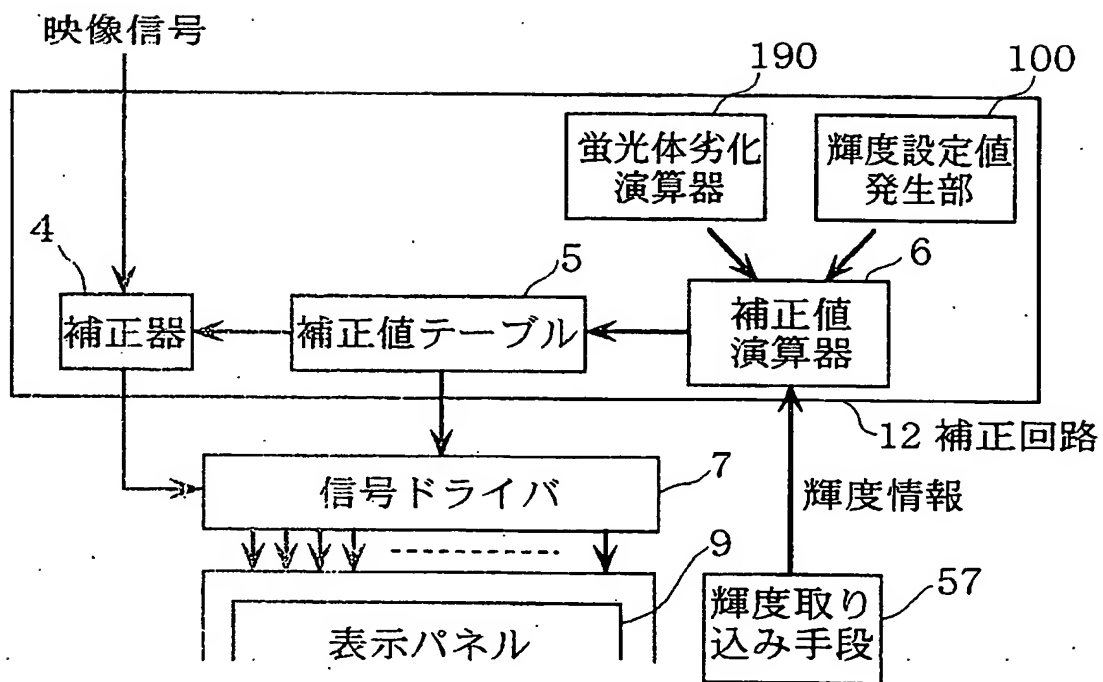 映像信号
190
100
蛍光体劣化
演算器
輝度設定値
発生部
4
5
6
補正器
補正値テーブル
補正値
演算器
12 補正回路
7
信号ドライバ
輝度情報
9
57
表示パネル
輝度取り
込み手段